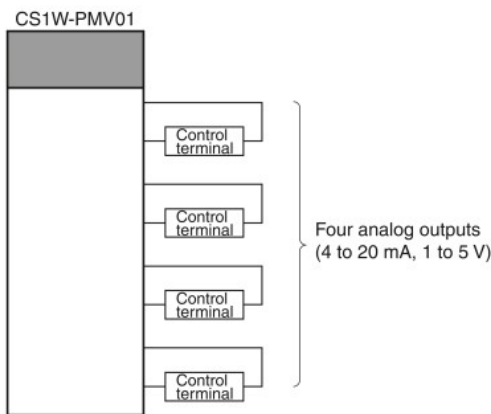 CS1W-PMV01
Control
terminal
Control
terminal
Control
terminal
Control
terminal
Four analog outputs
(4 to 20 mA, 1 to 5 V)